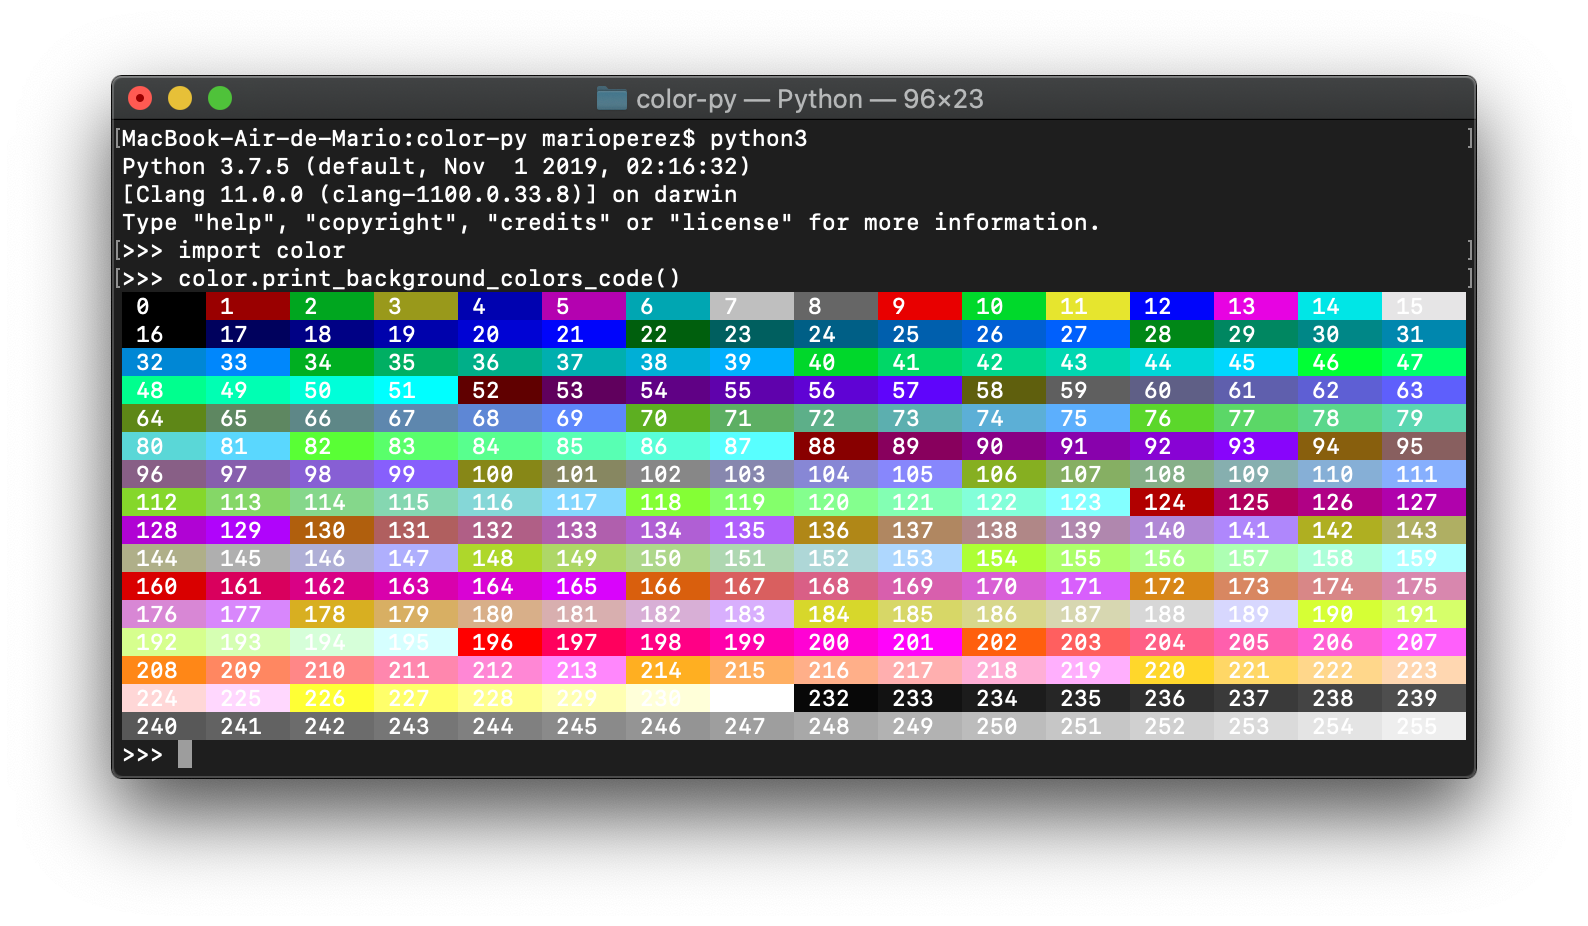 color-py — Python — 96×23
[MacBook-Air-de-Mario:color-py marioperez$ python3 ]
Python 3.7.5 (default, Nov  1 2019, 02:16:32)
[Clang 11.0.0 (clang-1100.0.33.8)] on darwin
Type "help", "copyright", "credits" or "license" for more information.
[>>> import color ]
[>>> color.print_background_colors_code() ]
0 1 2 3 4 5 6 7 8 9 10 11 12 13 14 15
16 17 18 19 20 21 22 23 24 25 26 27 28 29 30 31
32 33 34 35 36 37 38 39 40 41 42 43 44 45 46 47
48 49 50 51 52 53 54 55 56 57 58 59 60 61 62 63
64 65 66 67 68 69 70 71 72 73 74 75 76 77 78 79
80 81 82 83 84 85 86 87 88 89 90 91 92 93 94 95
96 97 98 99 100 101 102 103 104 105 106 107 108 109 110 111
112 113 114 115 116 117 118 119 120 121 122 123 124 125 126 127
128 129 130 131 132 133 134 135 136 137 138 139 140 141 142 143
144 145 146 147 148 149 150 151 152 153 154 155 156 157 158 159
160 161 162 163 164 165 166 167 168 169 170 171 172 173 174 175
176 177 178 179 180 181 182 183 184 185 186 187 188 189 190 191
192 193 194 195 196 197 198 199 200 201 202 203 204 205 206 207
208 209 210 211 212 213 214 215 216 217 218 219 220 221 222 223
224 225 226 227 228 229 230 232 233 234 235 236 237 238 239
240 241 242 243 244 245 246 247 248 249 250 251 252 253 254 255
>>>